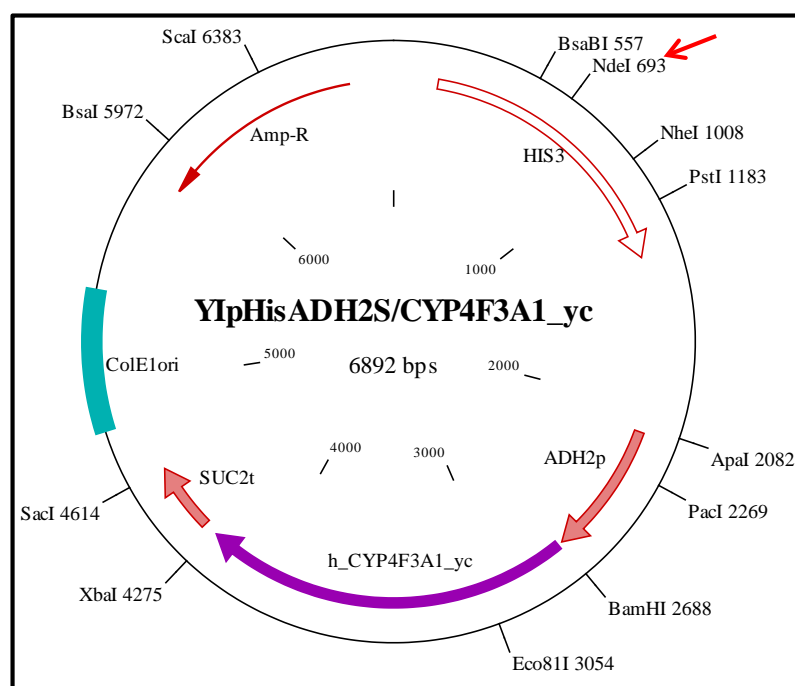 ScaI 6383
BsaBI 557
NdeI 693
BsaI 5972
Amp-R
HIS3
NheI 1008
PstI 1183
6000
1000
YIpHisADH2S/CYP4F3A1_yc
ColE1ori
5000
6892 bps
2000
4000
3000
ADH2p
ApaI 2082
SUC2t
PacI 2269
SacI 4614
h_CYP4F3A1_yc
XbaI 4275
BamHI 2688
Eco81I 3054